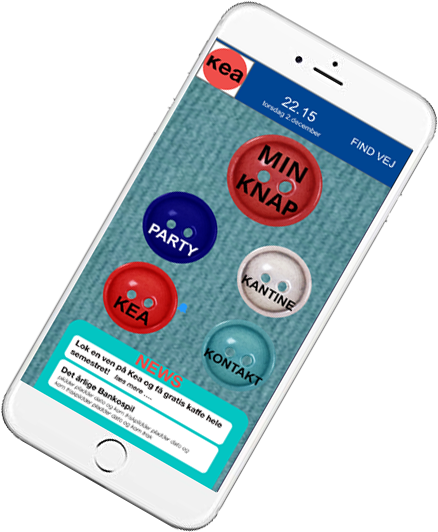 kea
22.15
torsdag 2.december
FIND VEJ
MIN
KNAP
PARTY
KANTINE
KEA
KONTAKT
NEWS
Lok en ven på Kea og få gratis kaffe hele
semestret! læs mere ....
Det årlige Bankospil